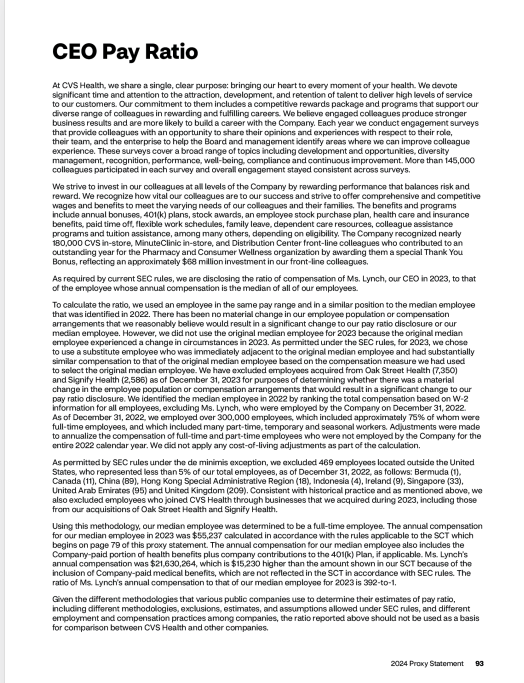 CEO Pay Ratio
At CVS Health, we share a single, clear purpose: bringing our heart to every moment of your health. We devote
significant time and attention to the attraction, development, and retention of talent to deliver high levels of service
to our customers. Our commitment to them includes a competitive rewards package and programs that support our
diverse range of colleagues in rewarding and fulfilling careers. We believe engaged colleagues produce stronger
business results and are more likely to build a career with the Company. Each year we conduct engagement surveys
that provide colleagues with an opportunity to share their opinions and experiences with respect to their role,
their team, and the enterprise to help the Board and management identify areas where we can improve colleague
experience. These surveys cover a broad range of topics including development and opportunities, diversity
management, recognition, performance, well-being, compliance and continuous improvement. More than 145,000
colleagues participated in each survey and overall engagement stayed consistent across surveys.
We strive to invest in our colleagues at all levels of the Company by rewarding performance that balances risk and
reward. We recognize how vital our colleagues are to our success and strive to offer comprehensive and competitive
wages and benefits to meet the varying needs of our colleagues and their families. The benefits and programs
include annual bonuses, 401(k) plans, stock awards, an employee stock purchase plan, health care and insurance
benefits, paid time off, flexible work schedules, family leave, dependent care resources, colleague assistance
programs and tuition assistance, among many others, depending on eligibility. The Company recognized nearly
180,000 CVS in-store, MinuteClinic in-store, and Distribution Center front-line colleagues who contributed to an
outstanding year for the Pharmacy and Consumer Wellness organization by awarding them a special Thank You
Bonus, reflecting an approximately $68 million investment in our front-line colleagues.
As required by current SEC rules, we are disclosing the ratio of compensation of Ms. Lynch, our CEO in 2023, to that
of the employee whose annual compensation is the median of all of our employees.
To calculate the ratio, we used an employee in the same pay range and in a similar position to the median employee
that was identified in 2022. There has been no material change in our employee population or compensation
arrangements that we reasonably believe would result in a significant change to our pay ratio disclosure or our
median employee. However, we did not use the original median employee for 2023 because the original median
employee experienced a change in circumstances in 2023. As permitted under the SEC rules, for 2023, we chose
to use a substitute employee who was immediately adjacent to the original median employee and had substantially
similar compensation to that of the original median employee based on the compensation measure we had used
to select the original median employee. We have excluded employees acquired from Oak Street Health (7,350)
and Signify Health (2,586) as of December 31, 2023 for purposes of determining whether there was a material
change in the employee population or compensation arrangements that would result in a significant change to our
pay ratio disclosure. We identified the median employee in 2022 by ranking the total compensation based on W-2
information for all employees, excluding Ms. Lynch, who were employed by the Company on December 31, 2022.
As of December 31, 2022, we employed over 300,000 employees, which included approximately 75% of whom were
full-time employees, and which included many part-time, temporary and seasonal workers. Adjustments were made
to annualize the compensation of full-time and part-time employees who were not employed by the Company for the
entire 2022 calendar year. We did not apply any cost-of-living adjustments as part of the calculation.
As permitted by SEC rules under the de minimis exception, we excluded 469 employees located outside the United
States, who represented less than 5% of our total employees, as of December 31, 2022, as follows: Bermuda (1),
Canada (11), China (89), Hong Kong Special Administrative Region (18), Indonesia (4), Ireland (9), Singapore (33),
United Arab Emirates (95) and United Kingdom (209). Consistent with historical practice and as mentioned above, we
also excluded employees who joined CVS Health through businesses that we acquired during 2023, including those
from our acquisitions of Oak Street Health and Signify Health.
Using this methodology, our median employee was determined to be a full-time employee. The annual compensation
for our median employee in 2023 was $55,237 calculated in accordance with the rules applicable to the SCT which
begins on page 79 of this proxy statement. The annual compensation for our median employee also includes the
Company-paid portion of health benefits plus company contributions to the 401(k) Plan, if applicable. Ms. Lynch's
annual compensation was $21,630,264, which is $15,230 higher than the amount shown in our SCT because of the
inclusion of Company-paid medical benefits, which are not reflected in the SCT in accordance with SEC rules. The
ratio of Ms. Lynch's annual compensation to that of our median employee for 2023 is 392-to-1.
Given the different methodologies that various public companies use to determine their estimates of pay ratio,
including different methodologies, exclusions, estimates, and assumptions allowed under SEC rules, and different
employment and compensation practices among companies, the ratio reported above should not be used as a basis
for comparison between CVS Health and other companies.
2024 Proxy Statement 93